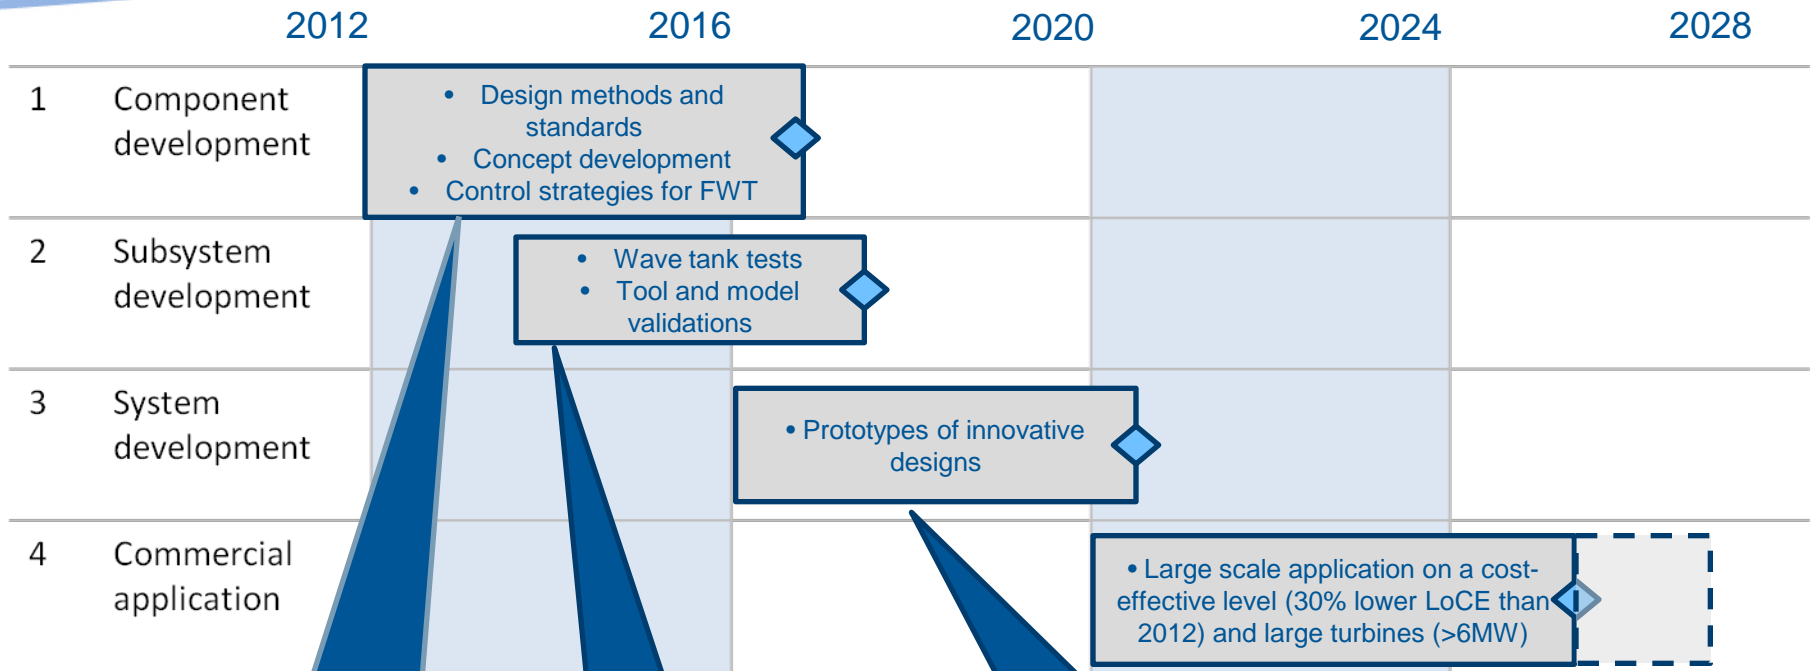 2012 2016 2020 2024 2028
1 Component
development
• Design methods and
standards
• Concept development
• Control strategies for FWT
2 Subsystem
development
• Wave tank tests
• Tool and model
validations
3 System
development
• Prototypes of innovative
designs
4 Commercial
application
• Large scale application on a cost-
effective level (30% lower LoCE than
2012) and large turbines (>6MW)